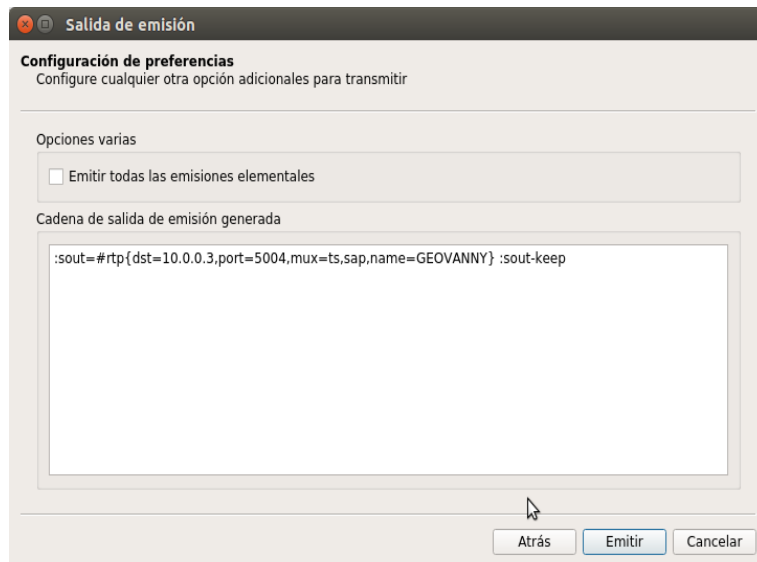 Salida de emisión
Configuración de preferencias
Configure cualquier otra opción adicionales para transmitir
Opciones varias
Emitir todas las emisiones elementales
Cadena de salida de emisión generada
:sout=#rtp{dst=10.0.0.3,port=5004,mux=ts,sap,name=GEOVANNY} :sout-keep
Atrás Emitir Cancelar